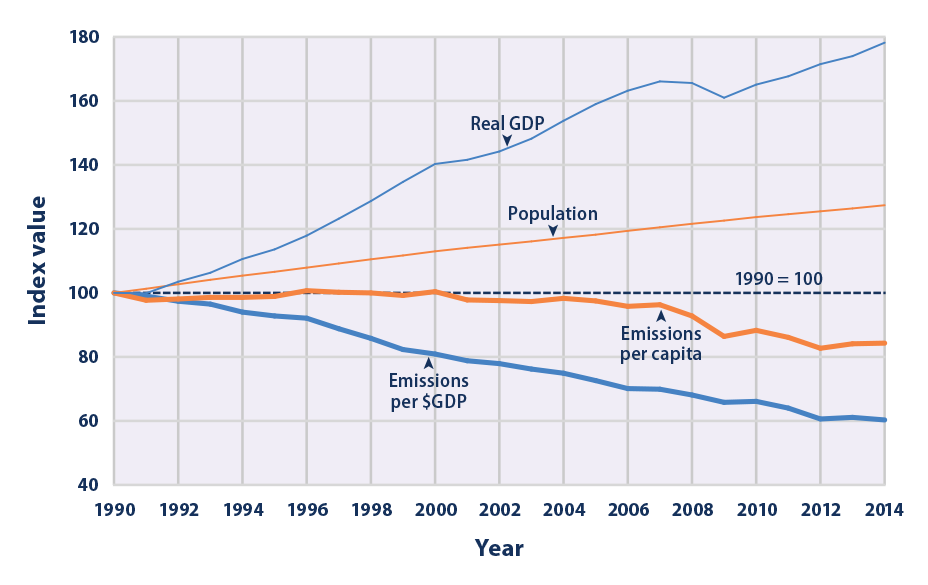 180
160
140
120
100
80
60
40
Index value
Real GDP
Population
1990 = 100
Emissions
per capita
Emissions
per $GDP
1990 1992 1994 1996 1998 2000 2002 2004 2006 2008 2010 2012 2014
Year